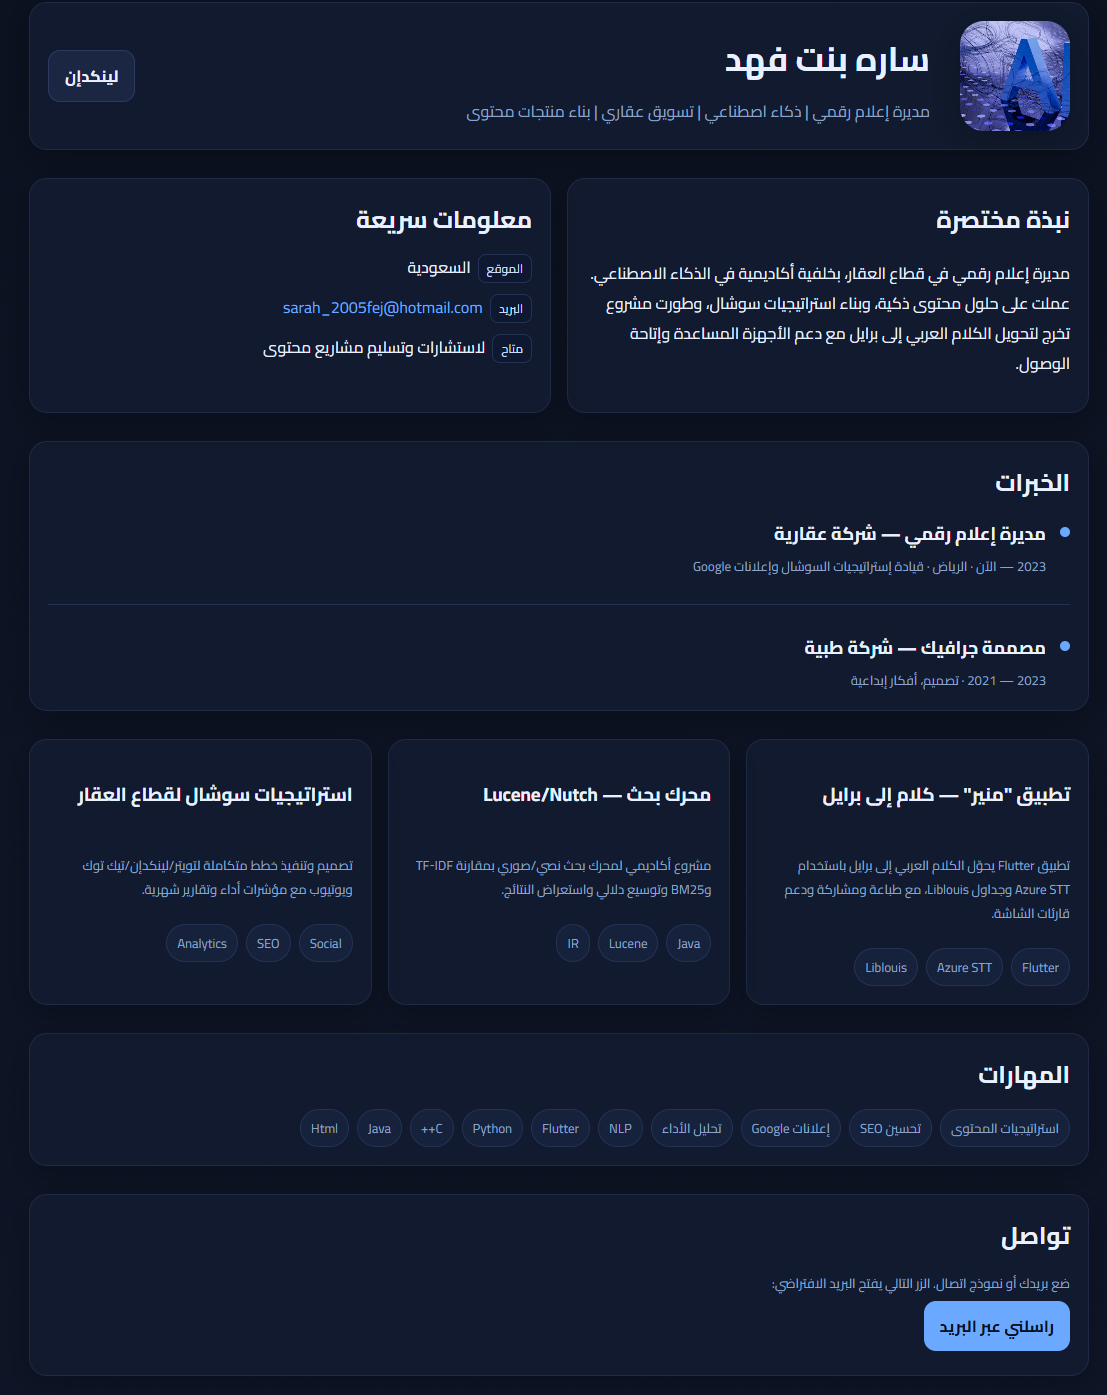 ساره بنت فهد
مديرة إعلام رقمي | ذكاء اصطناعي | تسويق عقاري | بناء منتجات محتوى
لينكدإن
نبذة مختصرة
مديرة إعلام رقمي في قطاع العقار، بخلفية أكاديمية في الذكاء الاصطناعي.
عملت على حلول محتوى ذكية، وبناء استراتيجيات سوشال، وطورت مشروع
تخرج لتحويل الكلام العربي إلى برايل مع دعم الأجهزة المساعدة وإتاحة
الوصول.
معلومات سريعة
الموقع السعودية
البريد sarah_2005fej@hotmail.com
متاح لاستشارات وتسليم مشاريع محتوى
الخبرات
مديرة إعلام رقمي — شركة عقارية
2023 — الآن · الرياض · قيادة إستراتيجيات السوشال وإعلانات Google
مصممة جرافيك — شركة طبية
2023 — 2021 · تصميم، أفكار إبداعية
تطبيق "منير" — كلام إلى برايل
تطبيق Flutter يحوّل الكلام العربي إلى برايل باستخدام
Azure STT وجداول Liblouis، مع طباعة ومشاركة ودعم
قارئات الشاشة.
Flutter
Azure STT
Liblouis
محرك بحث — Lucene/Nutch
مشروع أكاديمي لمحرك بحث نصي/صوري بمقارنة TF-IDF
وBM25 وتوسيع دلالي واستعراض النتائج.
Java
Lucene
IR
استراتيجيات سوشال لقطاع العقار
تصميم وتنفيذ خطط متكاملة لتويتر/لينكدإن/تيك توك
ويوتيوب مع مؤشرات أداء وتقارير شهرية.
Social
SEO
Analytics
المهارات
استراتيجيات المحتوى
تحسين SEO
إعلانات Google
تحليل الأداء
NLP
Flutter
Python
++C
Java
Html
تواصل
ضع بريدك أو نموذج اتصال. الزر التالي يفتح البريد الافتراضي:
راسلني عبر البريد